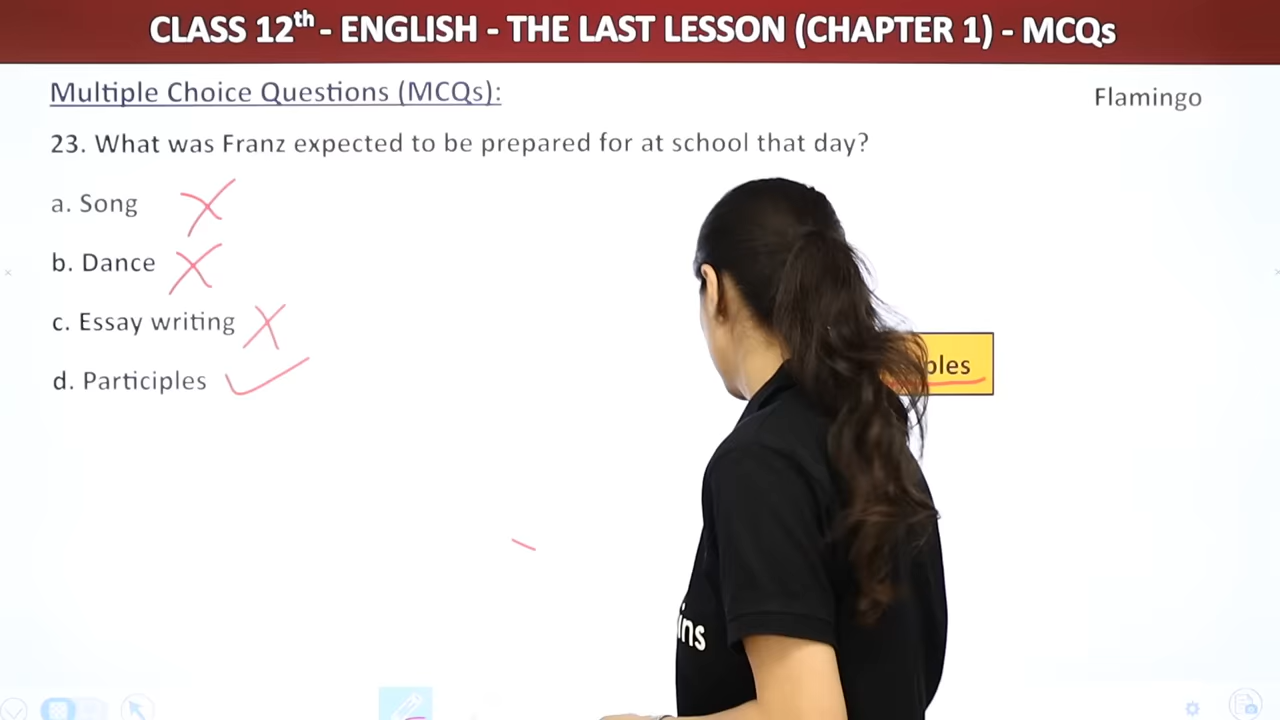 CLASS 12th - ENGLISH - THE LAST LESSON (CHAPTER 1) - MCQs
Multiple Choice Questions (MCQs):
Flamingo
23. What was Franz expected to be prepared for at school that day?
a. Song
b. Dance
c. Essay writing
d. Participles